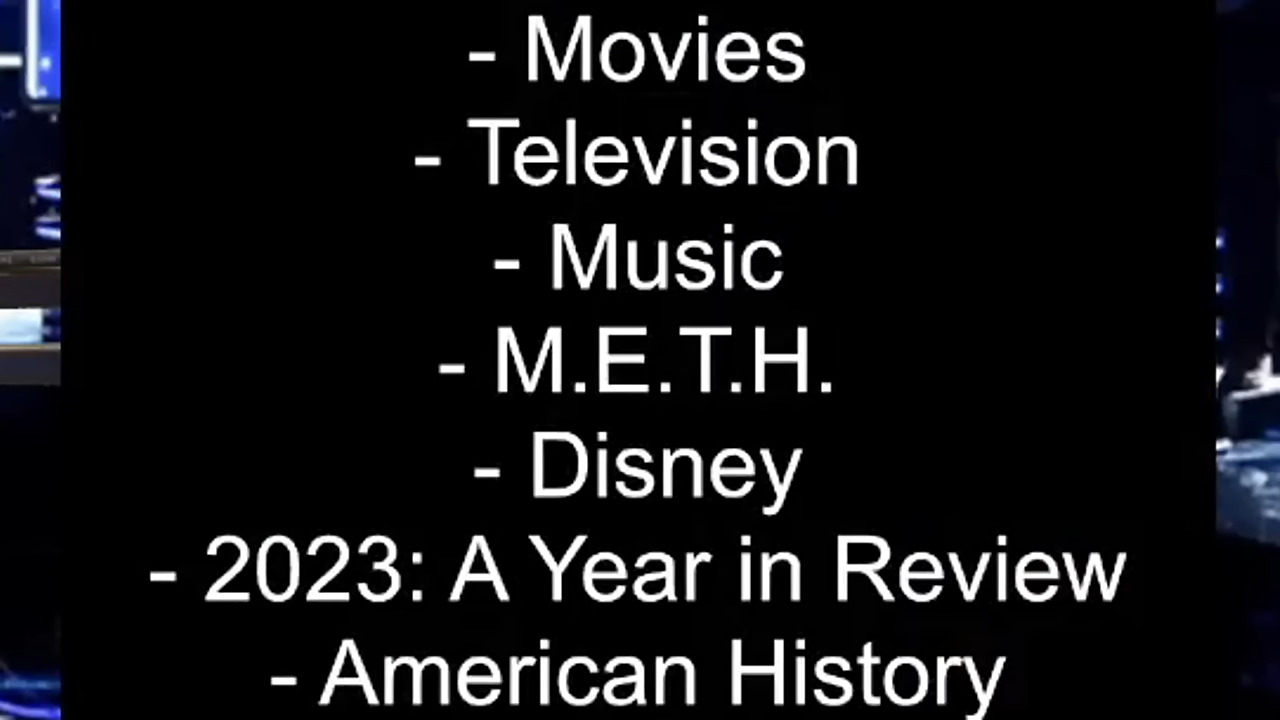 - Movies
- Television
- Music
- M.E.T.H.
- Disney
- 2023: A Year in Review
- American History